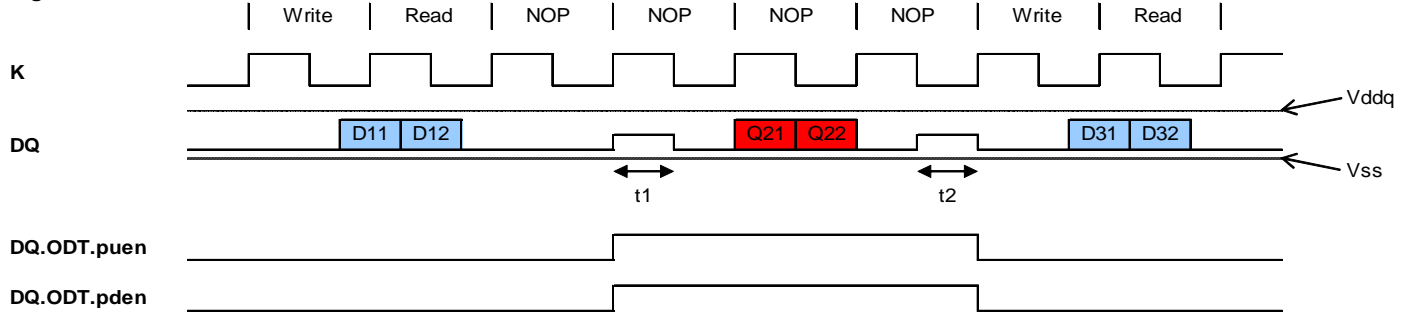 Write Read NOP NOP NOP NOP Write Read
K
Vddq
DQ D11 D12 Q21 Q22 D31 D32
Vss
t1 t2
DQ.ODT.puen
DQ.ODT.pden